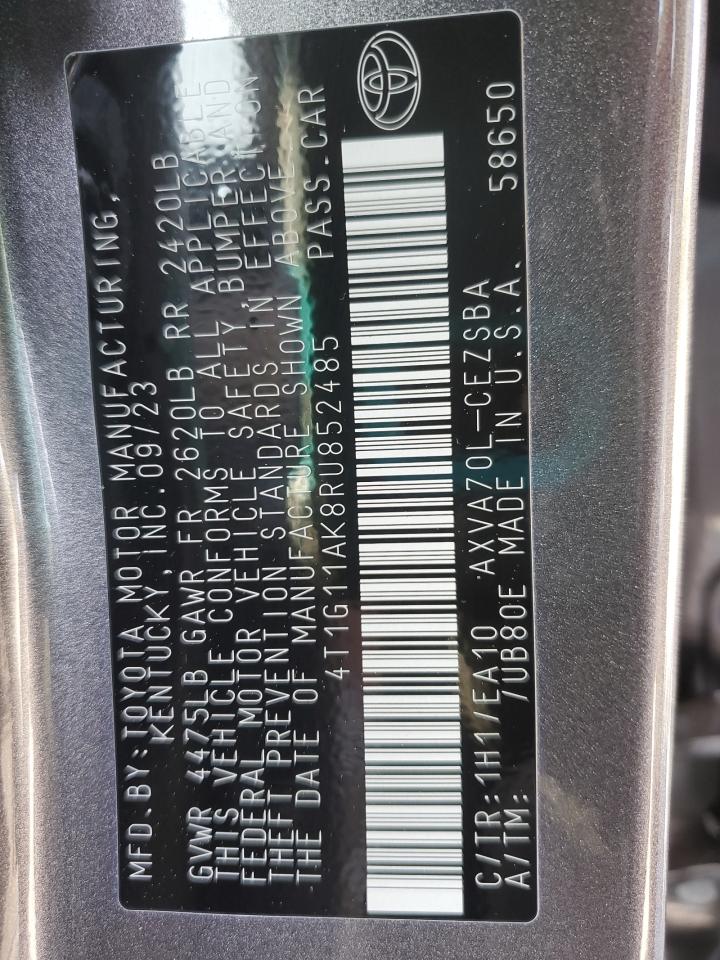 MFD.BY:TOYOTA MOTOR MANUFACTURING,
KENTUCKY, INC.09/23
GVWR 4475LB GAWR FR 2620LB RR 2420LB
THIS VEHICLE CONFORMS TO ALL APPLICABLE
FEDERAL MOTOR VEHICLE SAFETY, BUMPER, AND
THEFT PREVENTION STANDARDS IN EFFECT ON
THE DATE OF MANUFACTURE SHOWN ABOVE.
4T1G11AK8RU852485 PASS.CAR
C/TR:1H1/EA10 AXVA70L-CEZSBA
A/TM: /UB80E MADE IN U.S.A. 58650